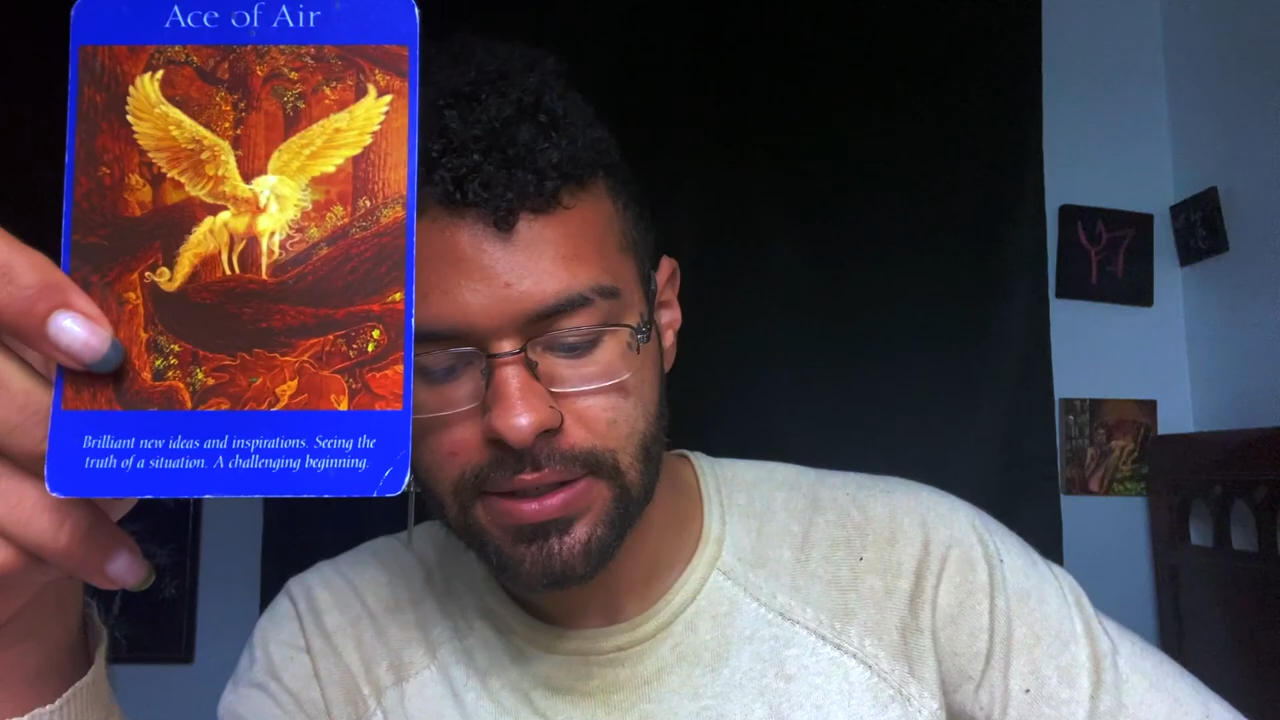 Ace of Air
Brilliant new ideas and inspirations. Seeing the
truth of a situation. A challenging beginning.